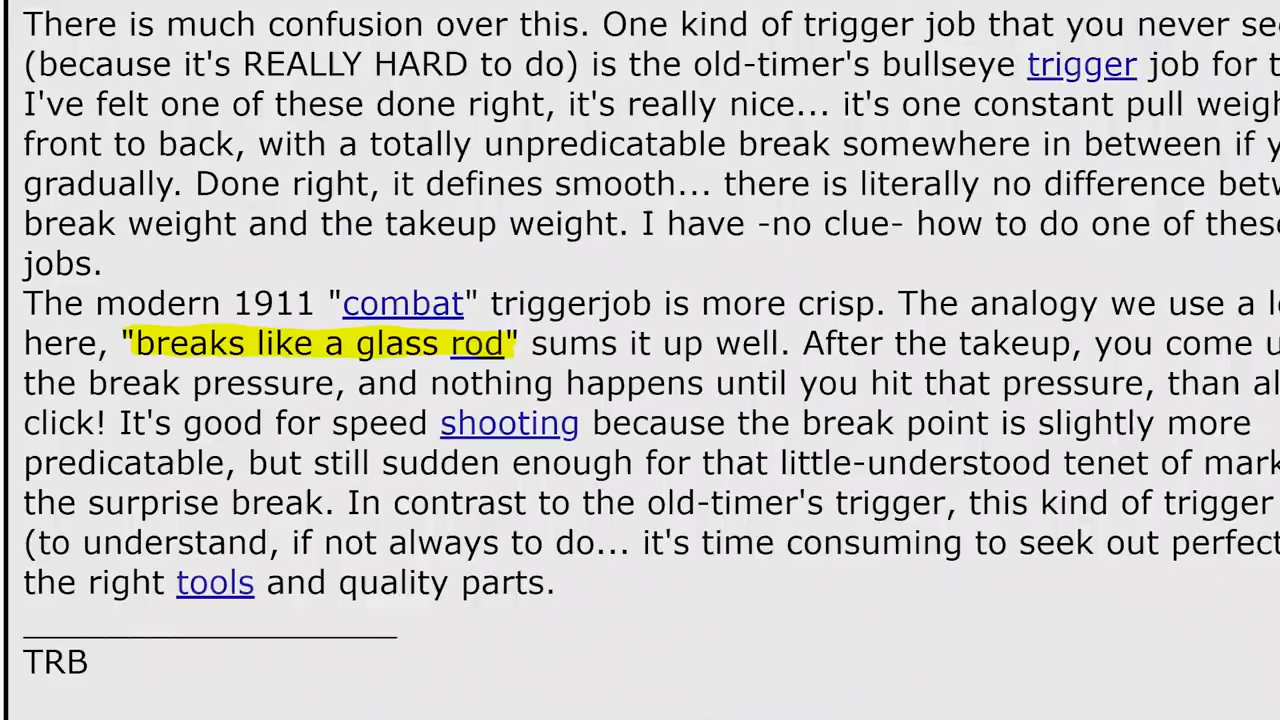 There is much confusion over this. One kind of trigger job that you never
(because it's REALLY HARD to do) is the old-timer's bullseye trigger job for
I've felt one of these done right, it's really nice... it's one constant pull
front to back, with a totally unpredicatable break somewhere in between if
gradually. Done right, it defines smooth... there is literally no difference
break weight and the takeup weight. I have -no clue- how to do one of
jobs.
The modern 1911 "combat" triggerjob is more crisp. The analogy we use a
here, "breaks like a glass rod" sums it up well. After the takeup, you come
the break pressure, and nothing happens until you hit that pressure, than
click! It's good for speed shooting because the break point is slightly more
predicatable, but still sudden enough for that little-understood tenet of
the surprise break. In contrast to the old-timer's trigger, this kind of trigger
(to understand, if not always to do... it's time consuming to seek out perfect
the right tools and quality parts.
TRB